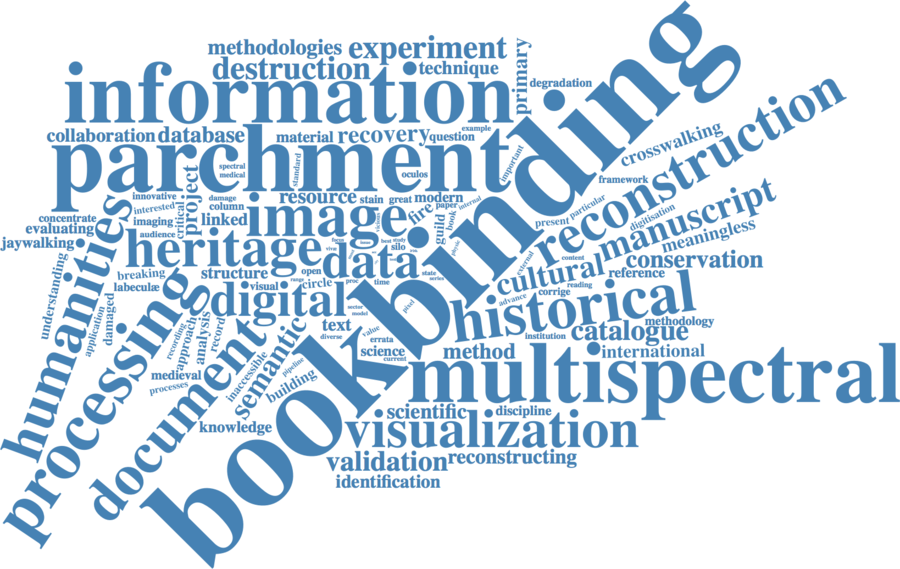 methodologies
experiment
destruction
technique
primary
degradation
information
collaboration
database
material
recovery
question
example
parchment
bookbinding
important
crosswalking
reconstruction
framework
spectral
medical
standard
oculos
innovative
damage
resource
stain
great
modern
interested
column
project
critical
imaging
linked
image
fire
paper
book
internal
guild
particular
present
digitisation
manuscript
concentrate
evaluating
jaywalking
audience
heritage
data
silo
study
meaningless
humanities
understanding
breaking
structure
open
external
content
cultural
conservation
reference
reading
labeculæ
visual
range
circle
proc
time
state
series
corrige
advance
application
damaged
processing
digital
pixel
historical
methodology
recording
approach
analysis
record
text
diverse
sector
model
value
errata
institution
catalogue
document
semantic
science
current
method
international
medieval
processes
inaccessible
pipeline
building
multispectral
knowledge
scientific
discipline
visualization
validation
reconstructing
identification